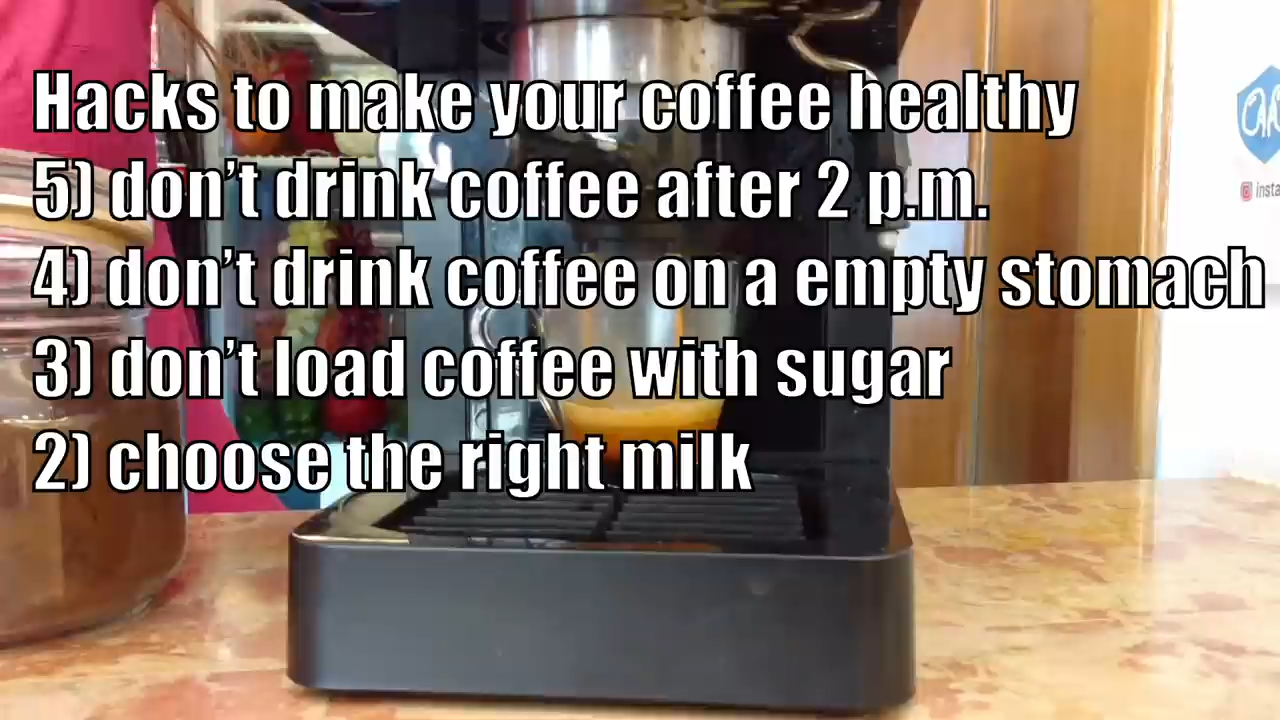 Hacks to make your coffee healthy
5) don't drink coffee after 2 p.m.
4) don't drink coffee on a empty stomach
3) don't load coffee with sugar
2) choose the right milk
insta